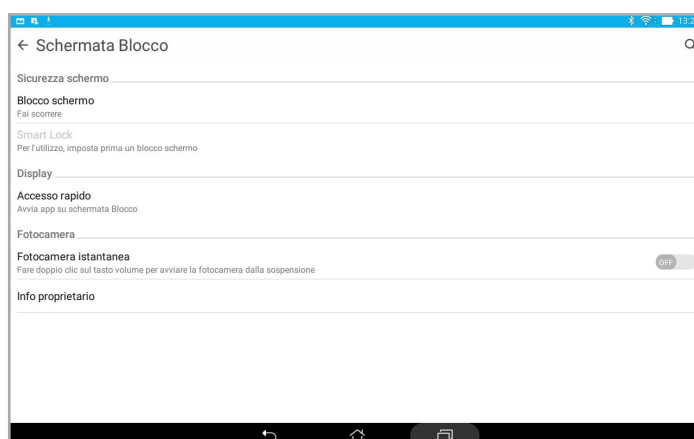 13:2
Schermata Blocco
Sicurezza schermo
Blocco schermo
Fai scorrere
Smart Lock
Per l'utilizzo, imposta prima un blocco schermo
Display
Accesso rapido
Avvia app su schermata Blocco
Fotocamera
Fotocamera istantanea
Fare doppio clic sul tasto volume per avviare la fotocamera dalla sospensione
OFF
Info proprietario